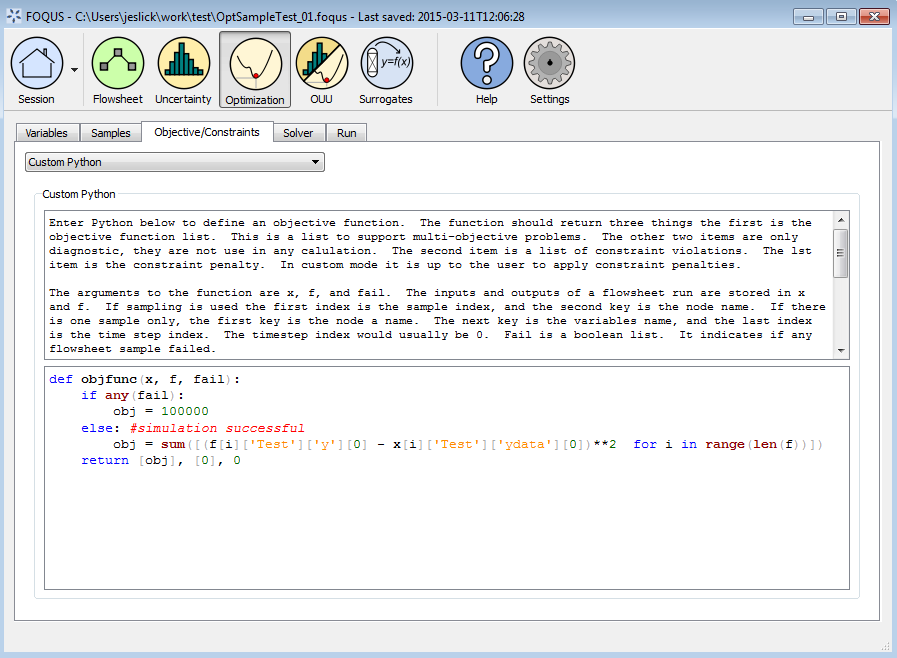 FOQUS - C:\Users\jeslick\work\test\OptSampleTest_01.foqus - Last saved: 2015-03-11T12:06:28
y=f(x)
Session Flowsheet Uncertainty Optimization OUU Surrogates Help Settings
Variables Samples Objective/Constraints Solver Run
Custom Python
Custom Python
Enter Python below to define an objective function.  The function should return three things the first is the
objective function list.  This is a list to support multi-objective problems.  The other two items are only
diagnostic, they are not use in any calulation.  The second item is a list of constraint violations.  The lst
item is the constraint penalty.  In custom mode it is up to the user to apply constraint penalties.
The arguments to the function are x, f, and fail.  The inputs and outputs of a flowsheet run are stored in x
and f.  If sampling is used the first index is the sample index, and the second key is the node name.  If there
is one sample only, the first key is the node a name.  The next key is the variables name, and the last index
is the time step index.  The timestep index would usually be 0.  Fail is a boolean list.  It indicates if any
flowsheet sample failed.
def objfunc(x, f, fail):
    if any(fail):
        obj = 100000
    else: #simulation successful
        obj = sum([(f[i]['Test']['y'][0] - x[i]['Test']['ydata'][0])**2  for i in range(len(f))])
    return [obj], [0], 0